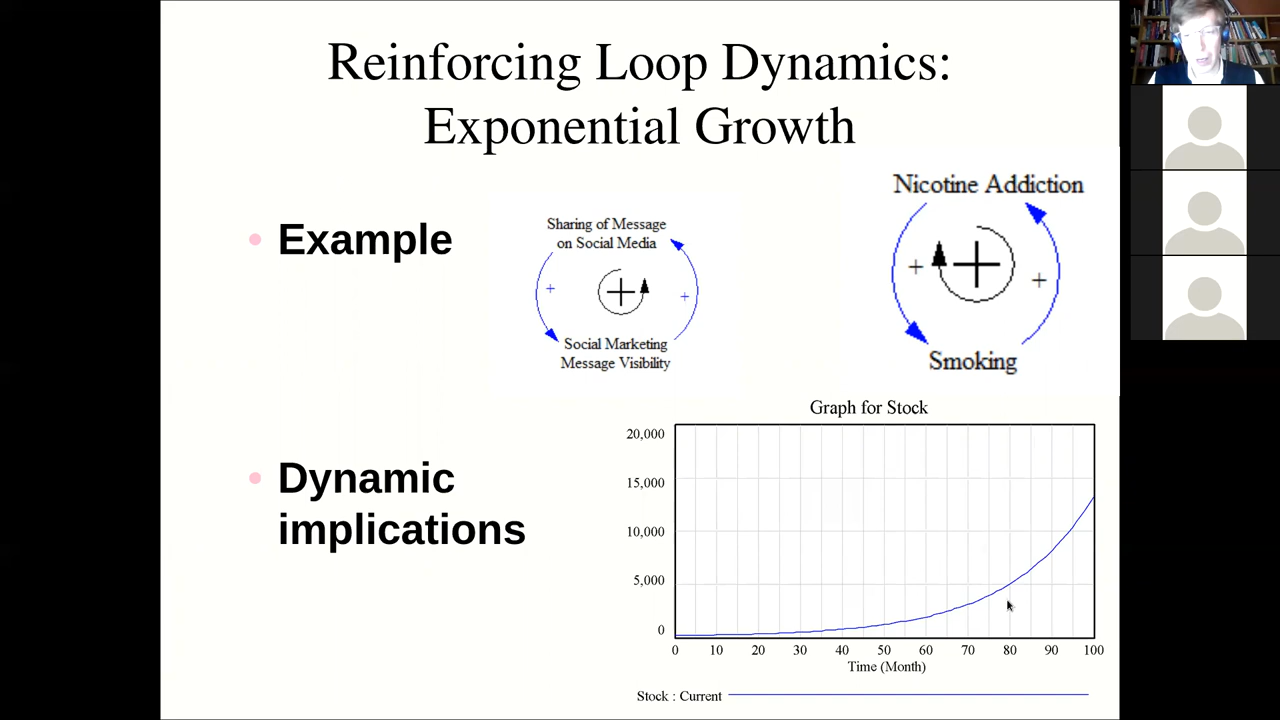 Reinforcing Loop Dynamics:
Exponential Growth
• Example
Sharing of Message
on Social Media
+
+
+
Social Marketing
Message Visibility
Nicotine Addiction
+
+
+
Smoking
• Dynamic
implications
Graph for Stock
20,000
15,000
10,000
5,000
0
0 10 20 30 40 50 60 70 80 90 100
Time (Month)
Stock : Current